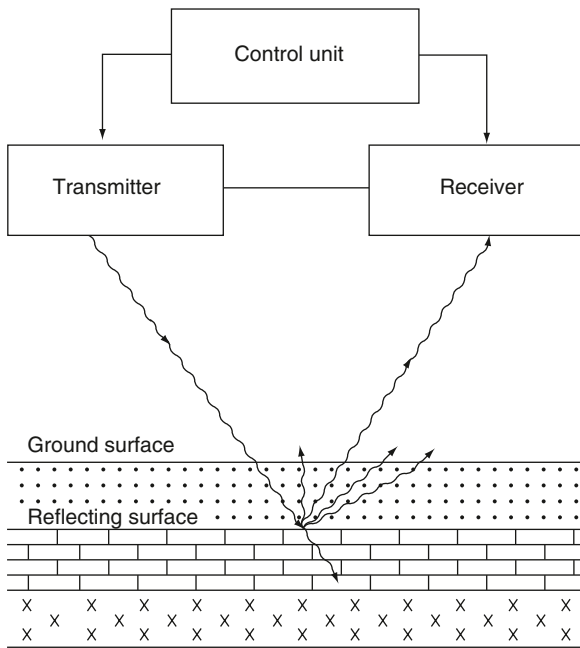 Control unit
Transmitter
Receiver
Ground surface
Reflecting surface